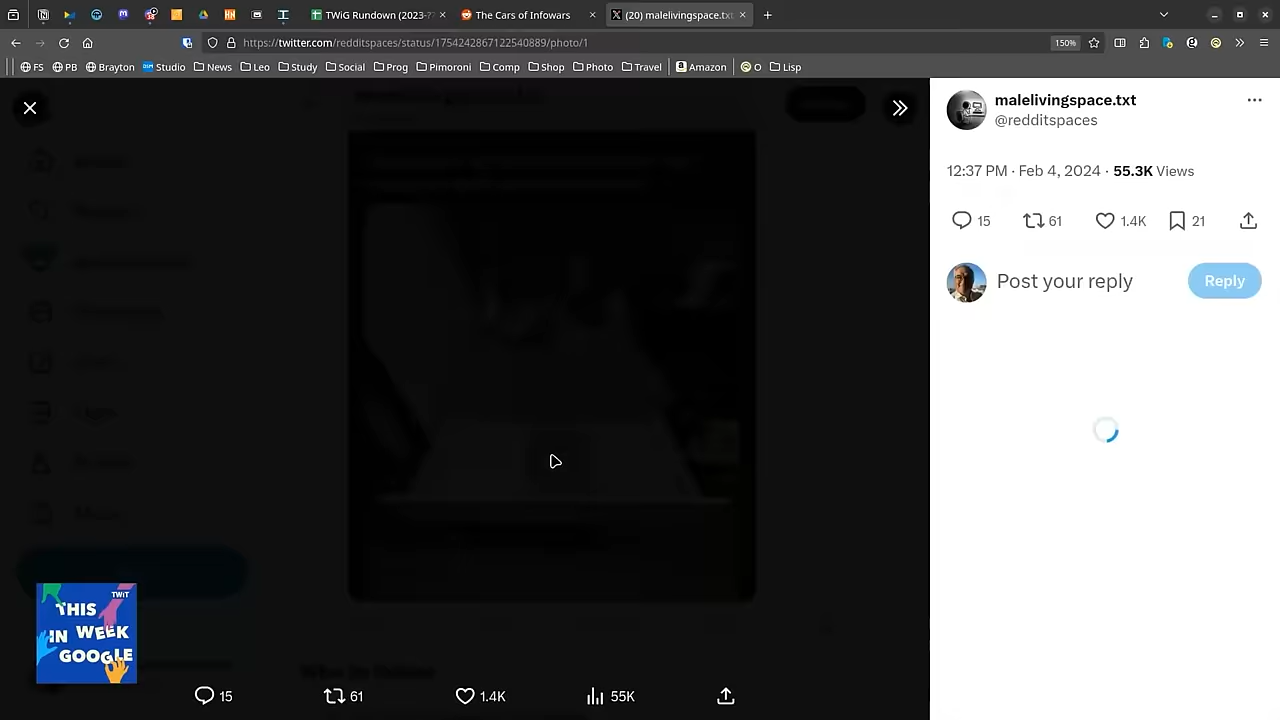 TWiG Rundown (2023-??
The Cars of Infowars
(20) malelivingspace.txt
https://twitter.com/redditspaces/status/1754242867122540889/photo/1
150%
FS
PB
Brayton
Studio
News
Leo
Study
Social
Prog
Pimoroni
Comp
Shop
Photo
Travel
Amazon
O
Lisp
malelivingspace.txt
@redditspaces
12:37 PM · Feb 4, 2024 · 55.3K Views
15
61
1.4K
21
Post your reply
Reply
TWiT
THIS
IN WEEK
GOOGLE
15
61
1.4K
55K